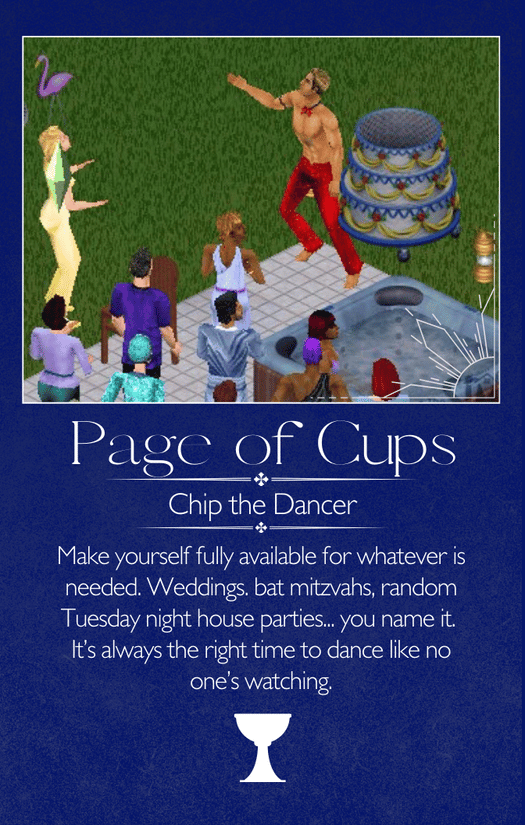 Page of Cups
Chip the Dancer
Make yourself fully available for whatever is
needed. Weddings. bat mitzvahs, random
Tuesday night house parties... you name it.
It's always the right time to dance like no
one's watching.